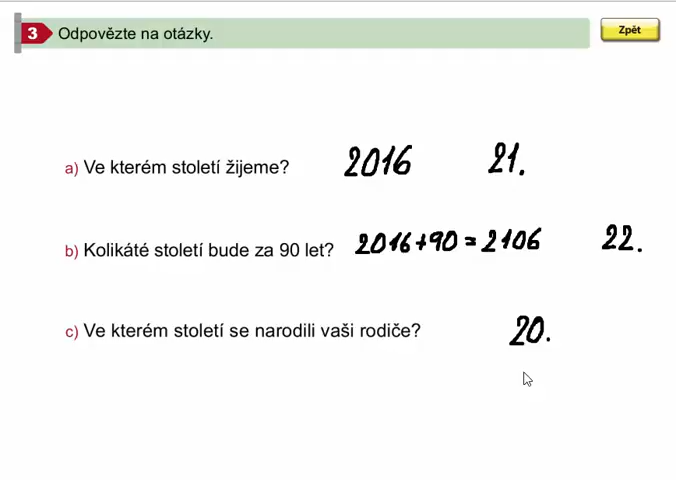 3 Odpovězte na otázky. Zpět
a) Ve kterém století žijeme? 2016 21.
b) Kolikáté století bude za 90 let? 2016+90=2106 22.
c) Ve kterém století se narodili vaši rodiče? 20.